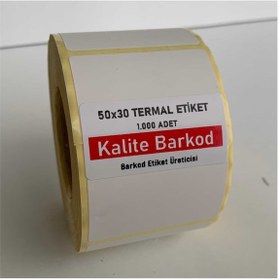 50x30 TERMAL ETİKET
1.000 ADET
Kalite Barkod
Barkod Etiket Üreticisi